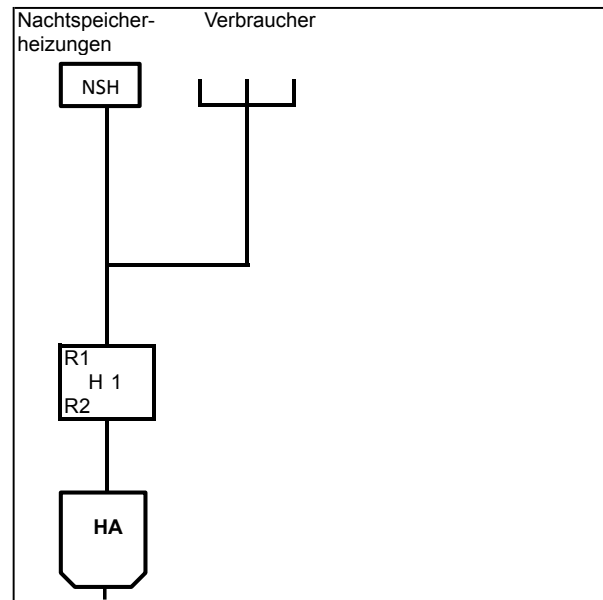 Nachtspeicher-
heizungen
Verbraucher
NSH
R1
H 1
R2
HA